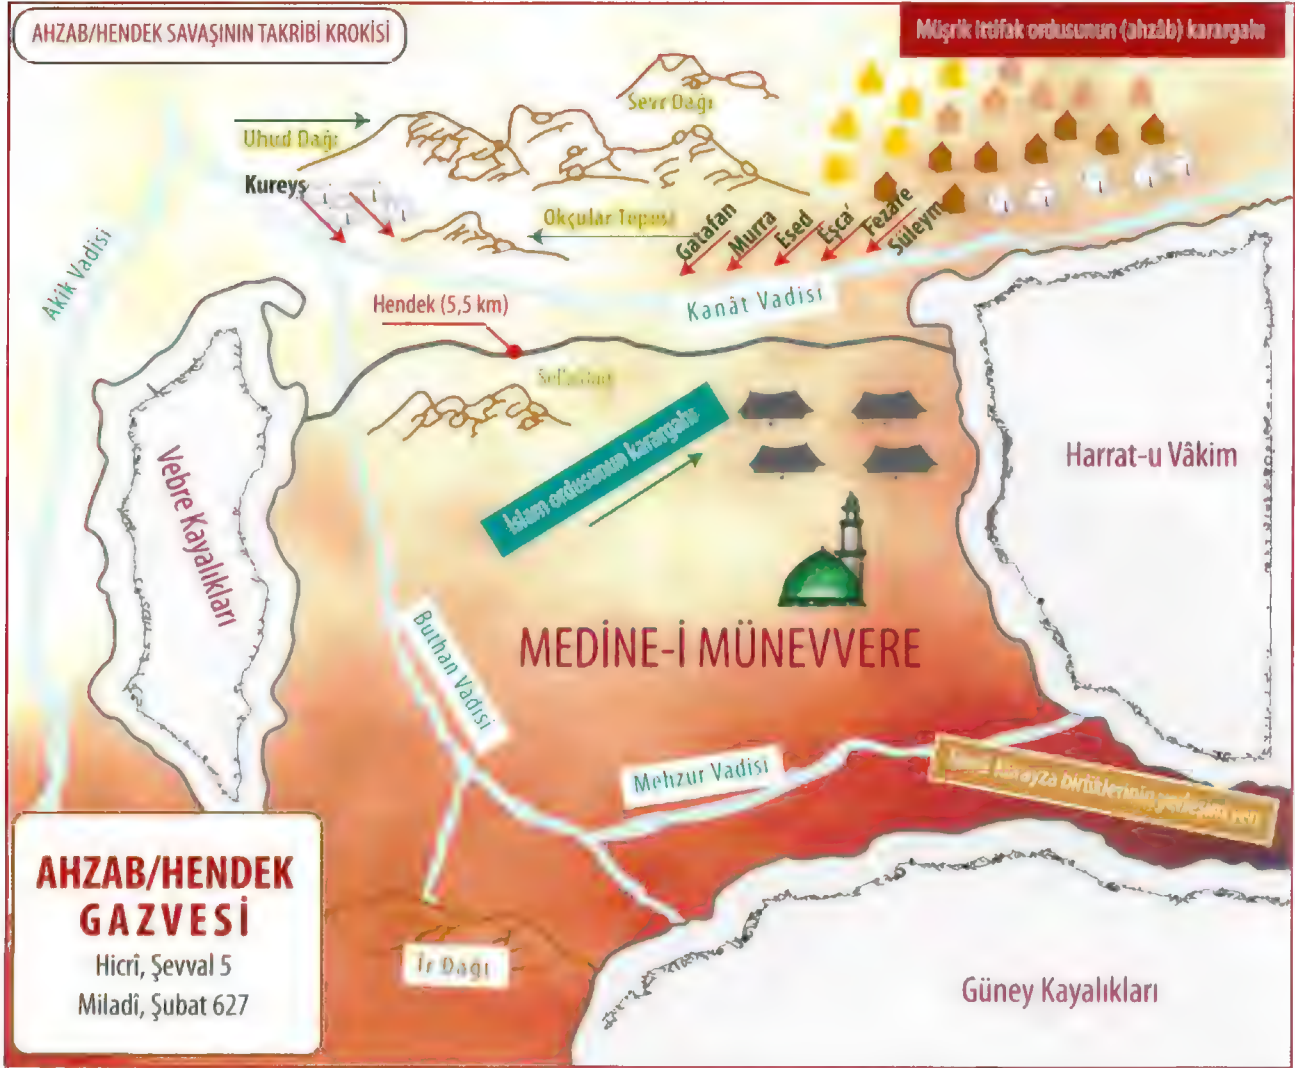 AHZAB/HENDEK SAVAŞININ TAKRİBİ KROKİSİ
Müşrik ittifak ordusunun (ahzâb) karargahı
Sevr Dağı
Uhud Dağı
Kureyş
Okçular Tepesi
Gatafan
Murra
Esed
Eşca'
Fezare
Süleym
Akik Vadisi
Kanât Vadisi
Hendek (5,5 km)
İslam ordusunun karargahı
Harrat-u Vâkim
Vebre Kayalıkları
MEDİNE-İ MÜNEVVERE
Buthan Vadisi
Mehzur Vadisi
Kurayza birliklerinin
AHZAB/HENDEK
GAZVESİ
Hicrî, Şevval 5
Miladî, Şubat 627
İr Dağı
Güney Kayalıkları